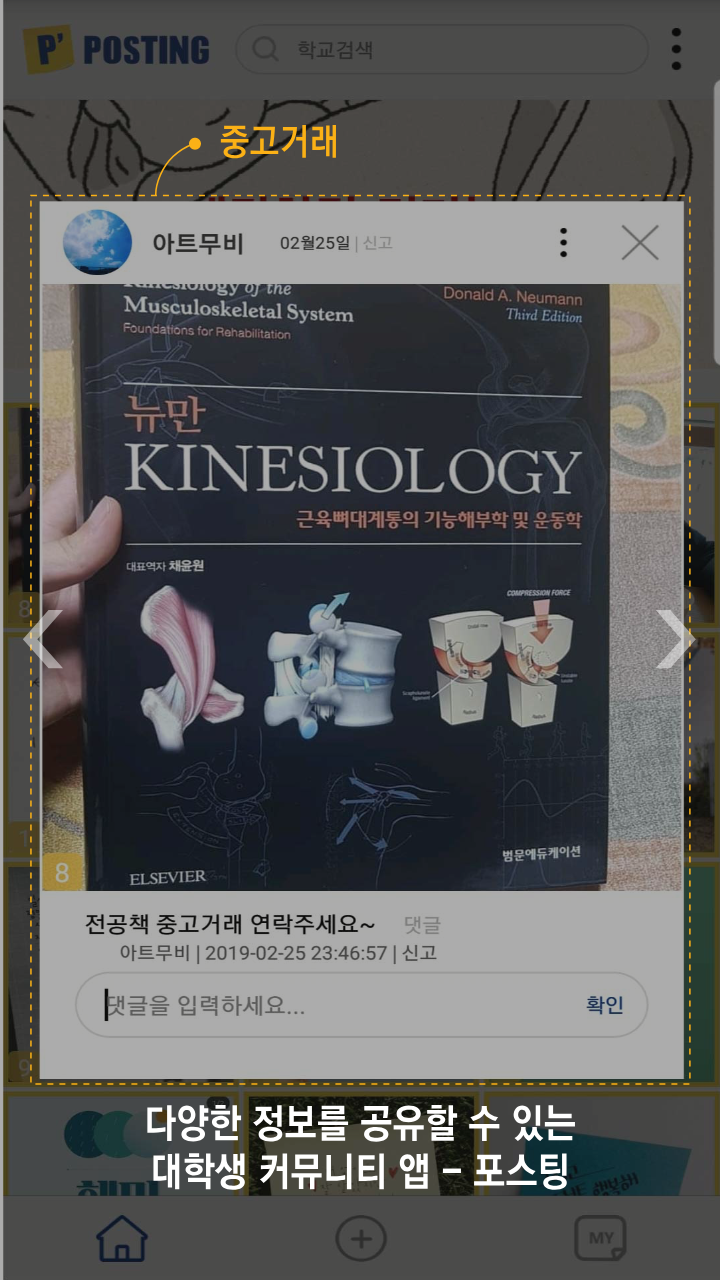 P' POSTING
학교검색
중고거래
아트무비 02월25일 | 신고
Kinesiology of the
Musculoskeletal System
Foundations for Rehabilitation
Donald A. Neumann
Third Edition
뉴만
KINESIOLOGY
근육뼈대계통의 기능해부학 및 운동학
대표역자 채윤원
COMPRESSION FORCE
범문에듀케이션
8
ELSEVIER
전공책 중고거래 연락주세요~ 댓글
아트무비 | 2019-02-25 23:46:57 | 신고
댓글을 입력하세요... 확인
다양한 정보를 공유할 수 있는
대학생 커뮤니티 앱 – 포스팅
MY